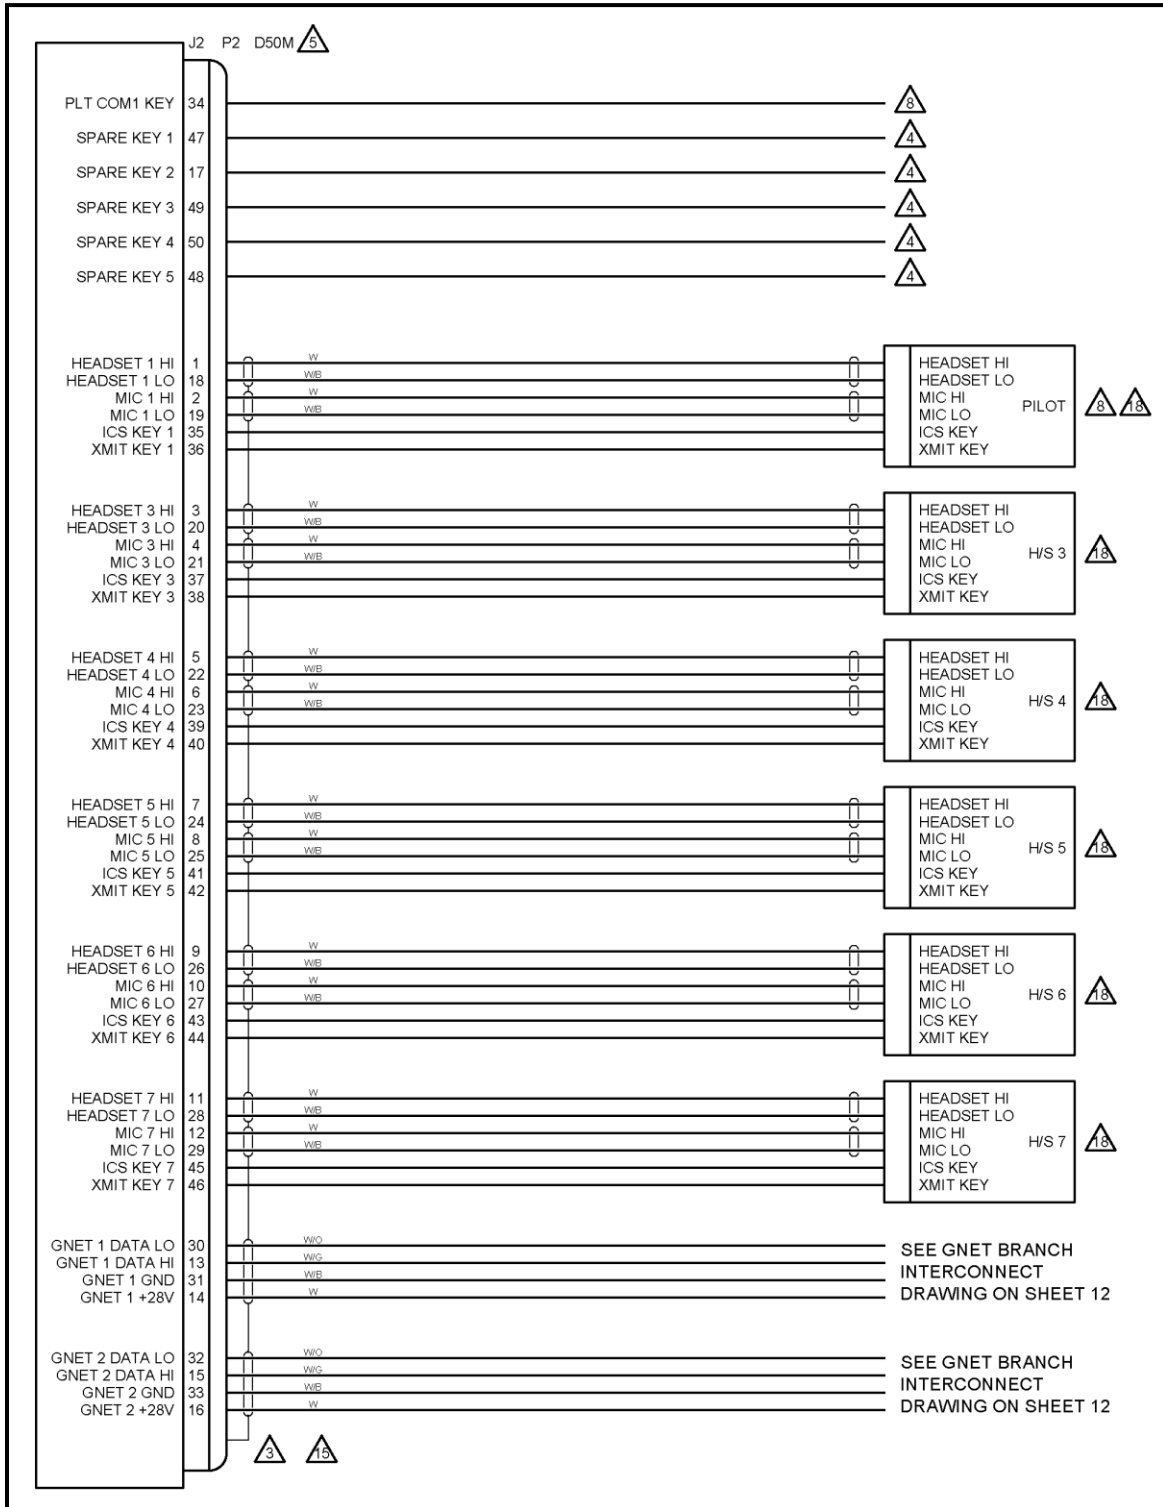 J2 P2 D50M 5
PLT COM1 KEY 34 8
SPARE KEY 1 47 4
SPARE KEY 2 17 4
SPARE KEY 3 49 4
SPARE KEY 4 50 4
SPARE KEY 5 48 4
HEADSET 1 HI 1 W HEADSET HI
HEADSET 1 LO 18 W/B HEADSET LO
MIC 1 HI 2 W MIC HI
PILOT 8 18
MIC 1 LO 19 W/B MIC LO
ICS KEY 1 35 ICS KEY
XMIT KEY 1 36 XMIT KEY
HEADSET 3 HI 3 W HEADSET HI
HEADSET 3 LO 20 W/B HEADSET LO
MIC 3 HI 4 W MIC HI
H/S 3 18
MIC 3 LO 21 W/B MIC LO
ICS KEY 3 37 ICS KEY
XMIT KEY 3 38 XMIT KEY
HEADSET 4 HI 5 W HEADSET HI
HEADSET 4 LO 22 W/B HEADSET LO
MIC 4 HI 6 W MIC HI
H/S 4 18
MIC 4 LO 23 W/B MIC LO
ICS KEY 4 39 ICS KEY
XMIT KEY 4 40 XMIT KEY
HEADSET 5 HI 7 W HEADSET HI
HEADSET 5 LO 24 W/B HEADSET LO
MIC 5 HI 8 W MIC HI
H/S 5 18
MIC 5 LO 25 W/B MIC LO
ICS KEY 5 41 ICS KEY
XMIT KEY 5 42 XMIT KEY
HEADSET 6 HI 9 W HEADSET HI
HEADSET 6 LO 26 W/B HEADSET LO
MIC 6 HI 10 W MIC HI
H/S 6 18
MIC 6 LO 27 W/B MIC LO
ICS KEY 6 43 ICS KEY
XMIT KEY 6 44 XMIT KEY
HEADSET 7 HI 11 W HEADSET HI
HEADSET 7 LO 28 W/B HEADSET LO
MIC 7 HI 12 W MIC HI
H/S 7 18
MIC 7 LO 29 W/B MIC LO
ICS KEY 7 45 ICS KEY
XMIT KEY 7 46 XMIT KEY
GNET 1 DATA LO 30 W/O
GNET 1 DATA HI 13 W/G
GNET 1 GND 31 W/B
GNET 1 +28V 14 W
SEE GNET BRANCH
INTERCONNECT
DRAWING ON SHEET 12
GNET 2 DATA LO 32 W/O
GNET 2 DATA HI 15 W/G
GNET 2 GND 33 W/B
GNET 2 +28V 16 W
SEE GNET BRANCH
INTERCONNECT
DRAWING ON SHEET 12
3 15